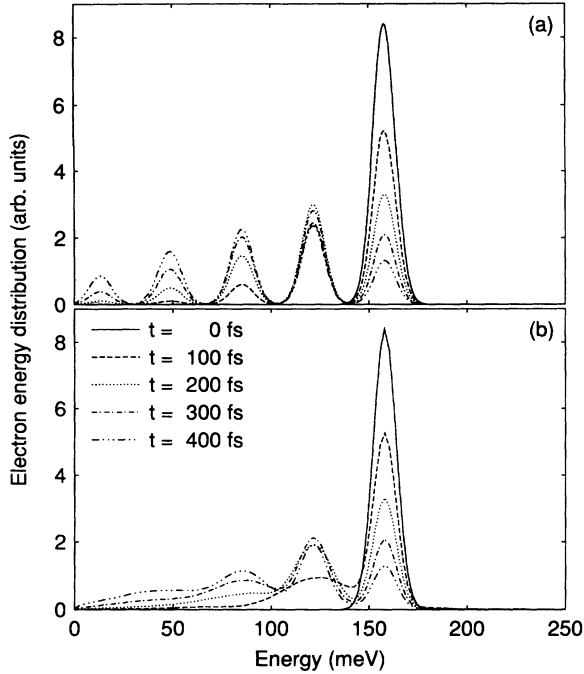 (a)
8
6
4
2
0
Electron energy distribution (arb. units)
(b)
8
6
4
2
0
t = 0 fs
t = 100 fs
t = 200 fs
t = 300 fs
t = 400 fs
0 50 100 150 200 250
Energy (meV)